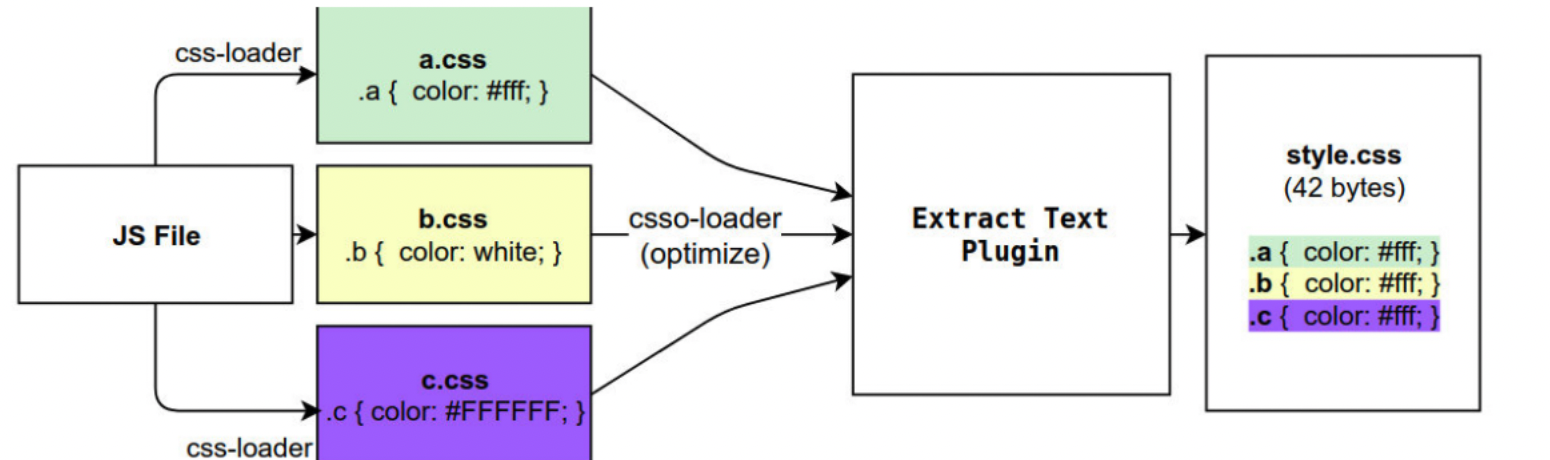 css-loader
a.css
.a { color: #fff; }
JS File
b.css
.b { color: white; }
csso-loader
(optimize)
c.css
.c { color: #FFFFFF; }
css-loader
Extract Text
Plugin
style.css
(42 bytes)
.a { color: #fff; }
.b { color: #fff; }
.c { color: #fff; }